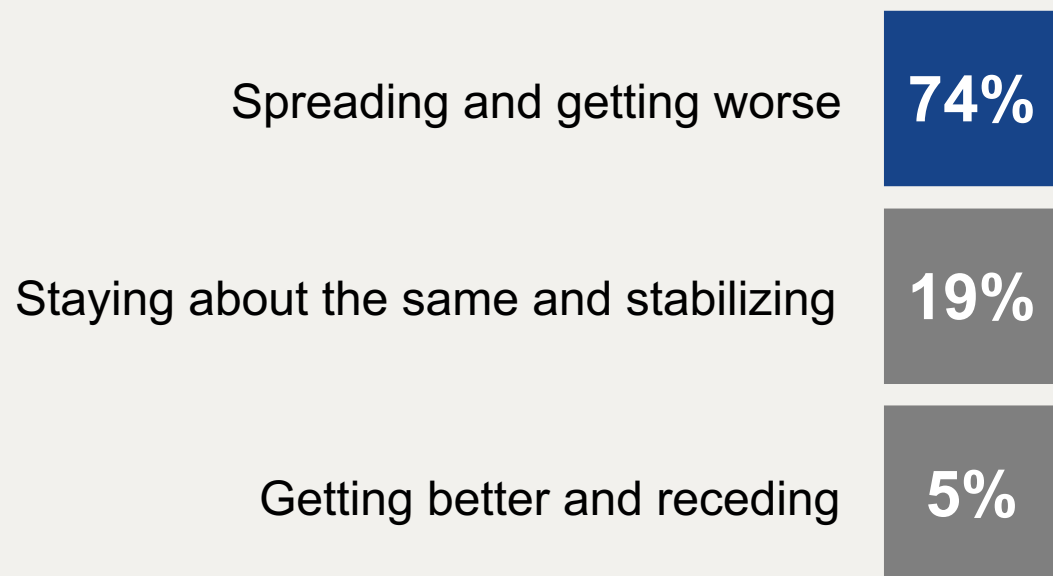 Spreading and getting worse 74%
Staying about the same and stabilizing 19%
Getting better and receding 5%